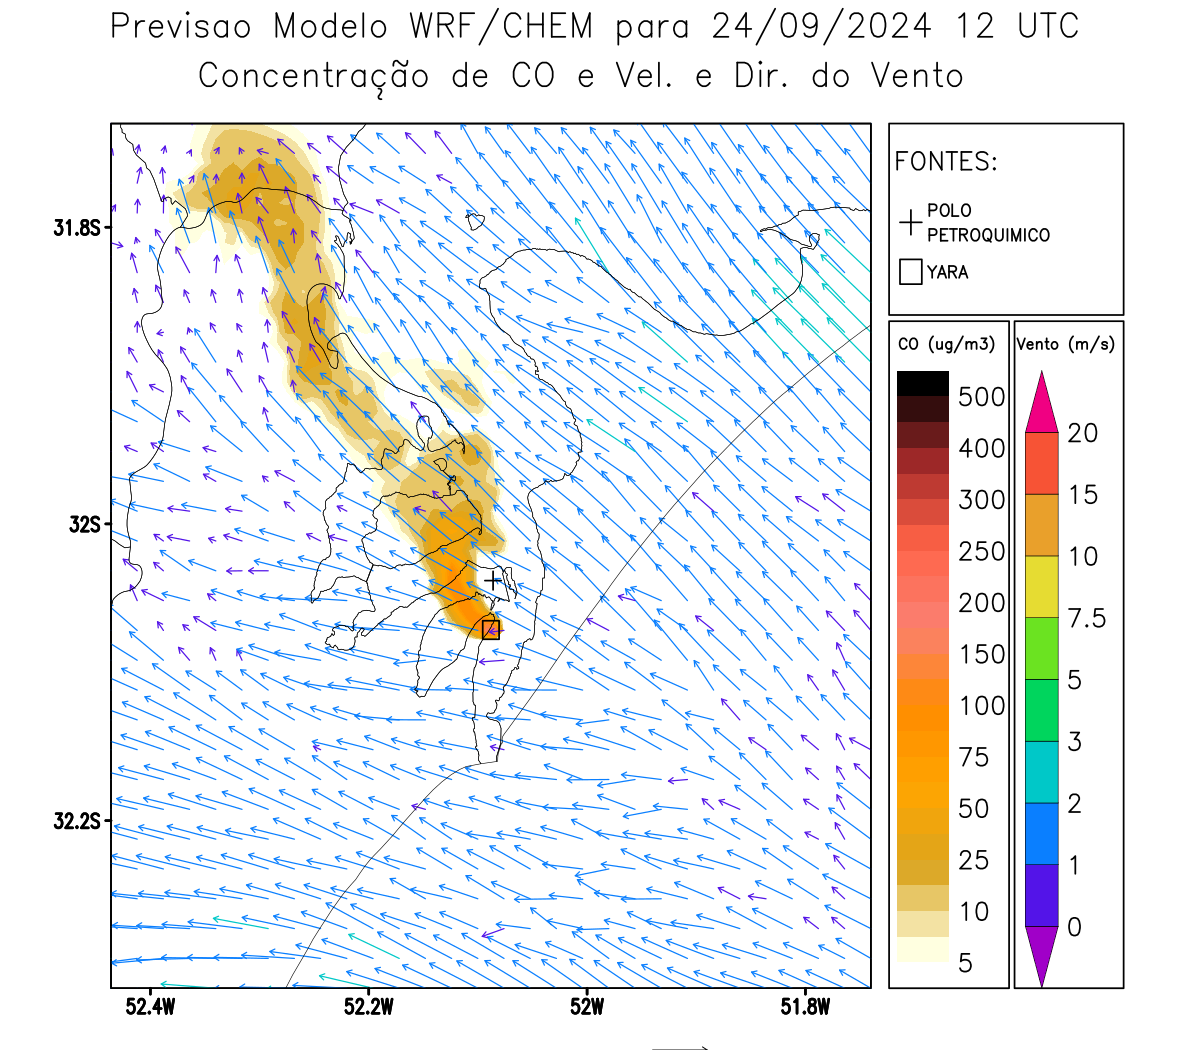 Previsao Modelo WRF/CHEM para 24/09/2024 12 UTC
Concentração de CO e Vel. e Dir. do Vento
FONTES:
POLO
PETROQUIMICO
YARA
31.8S
32S
32.2S
52.4W
52.2W
52W
51.8W
CO (ug/m3)
500
400
300
250
200
150
100
75
50
25
10
5
Vento (m/s)
20
15
10
7.5
5
3
2
1
0